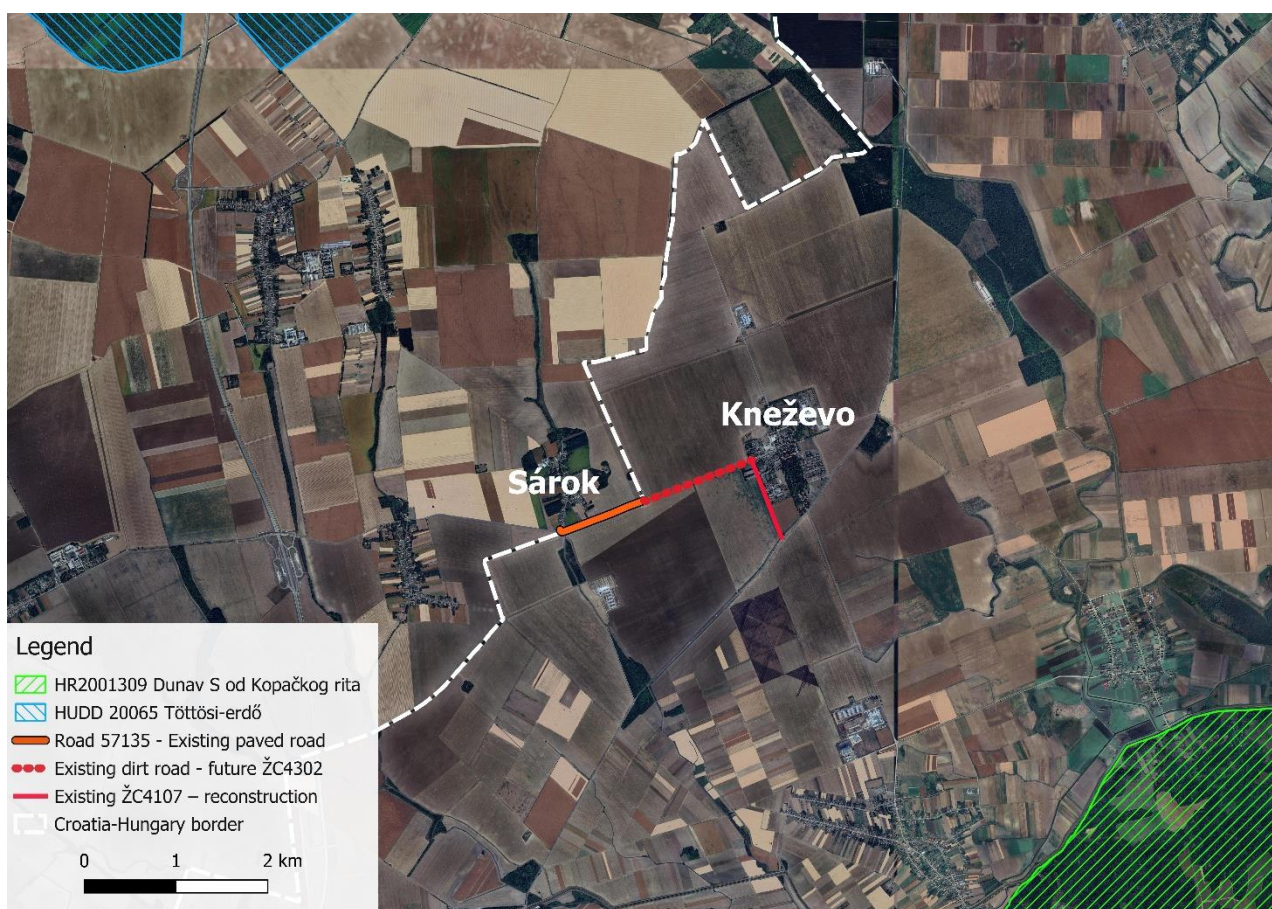 Kneževo
Sárok
Legend
HR2001309 Dunav S od Kopačkog rita
HUDD 20065 Töttösi-erdő
Road 57135 - Existing paved road
Existing dirt road - future ŽC4302
Existing ŽC4107 – reconstruction
Croatia-Hungary border
0 1 2 km